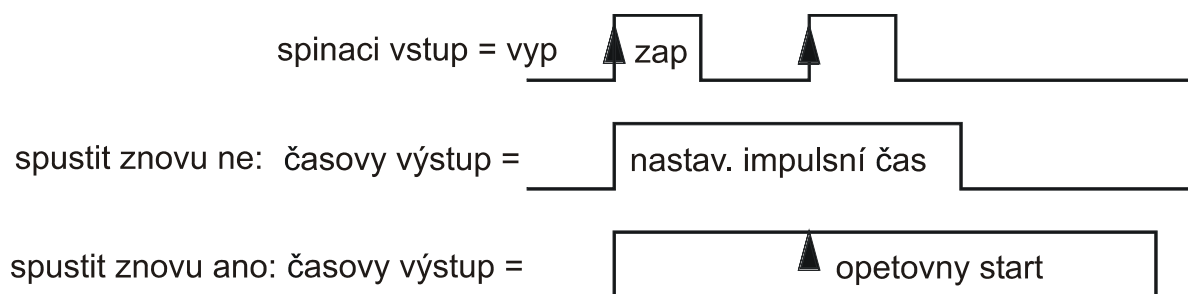 spinaci vstup = vyp zap
spustit znovu ne: časovy výstup = nastav. impulsní čas
spustit znovu ano: časovy výstup = opetovny start